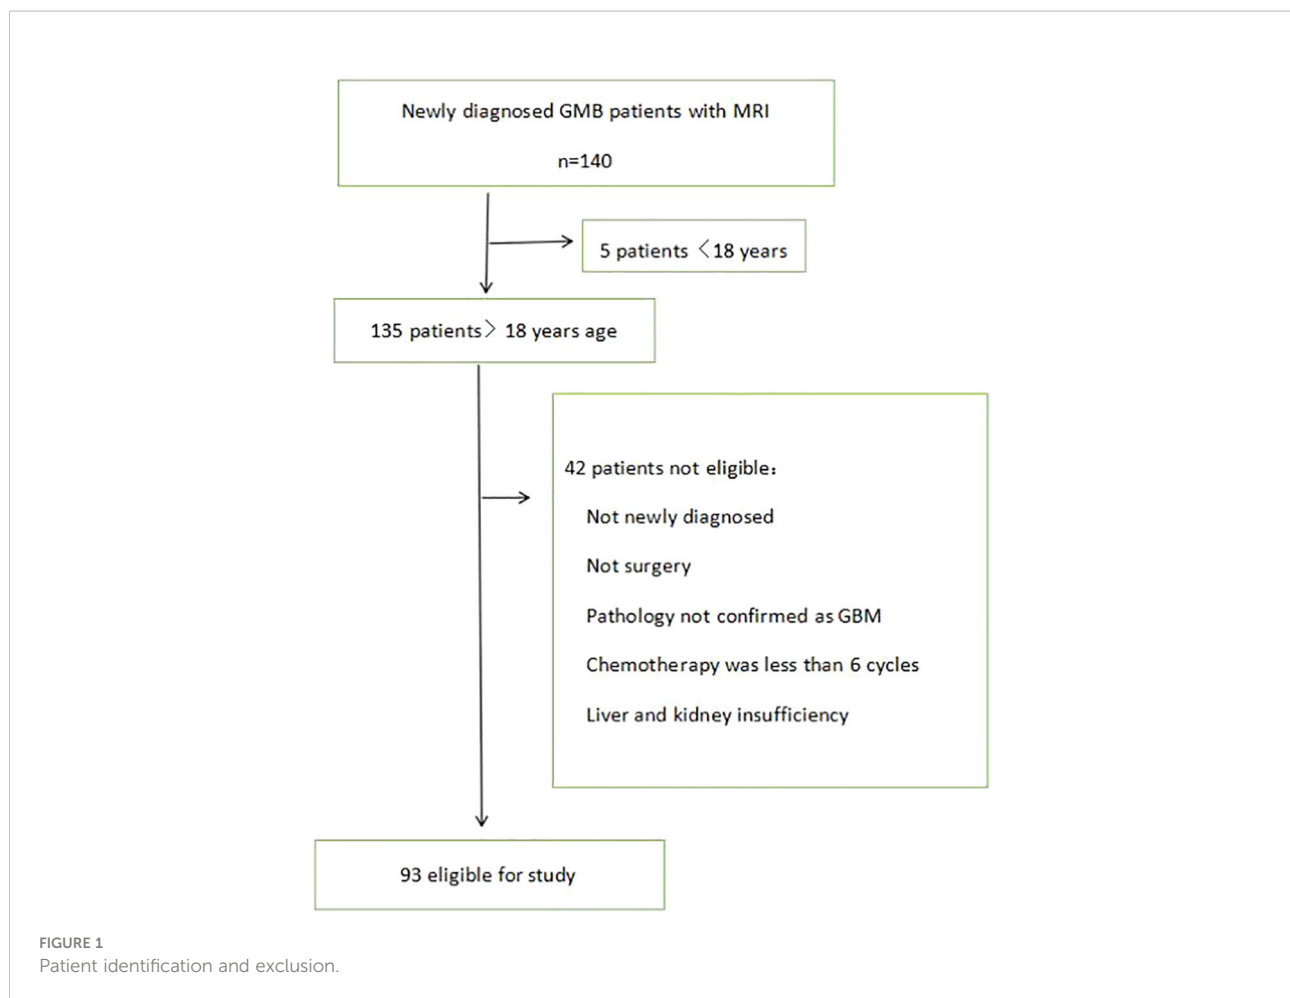 Newly diagnosed GMB patients with MRI
n=140
5 patients <18 years
135 patients> 18 years age
42 patients not eligible:
Not newly diagnosed
Not surgery
Pathology not confirmed as GBM
Chemotherapy was less than 6 cycles
Liver and kidney insufficiency
93 eligible for study
FIGURE 1
Patient identification and exclusion.